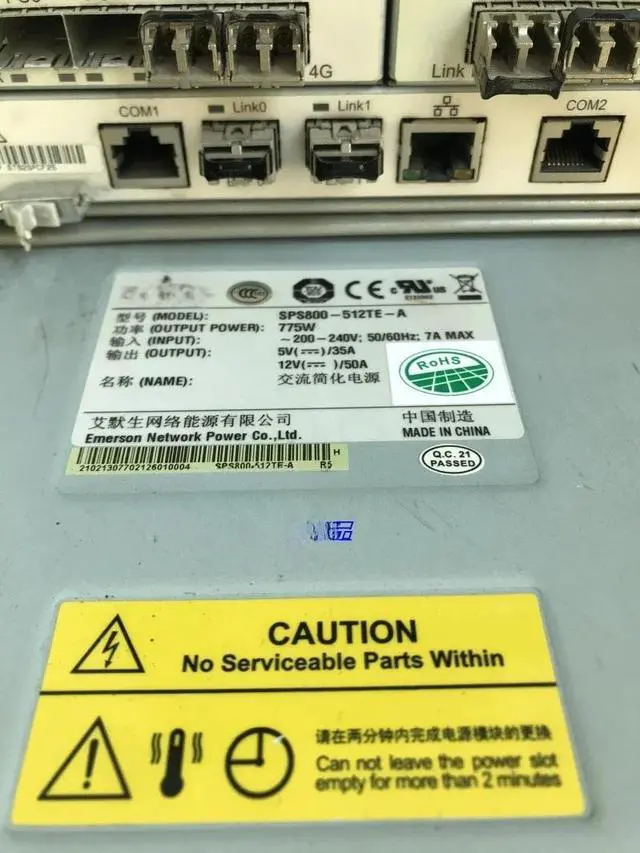 4G
Link
COM1
Link0
Link1
COM2
CCC
CE
us
型号 (MODEL): SPS800-512TE-A
功率 (OUTPUT POWER): 775W
输入 (INPUT): ~200-240V; 50/60Hz; 7A MAX
输出 (OUTPUT): 5V(⎓)/35A
12V(⎓)/50A
名称 (NAME): 交流简化电源
RoHS
艾默生网络能源有限公司
中国制造
Emerson Network Power Co.,Ltd.
MADE IN CHINA
H
21021307702126010004 SPS800-512TE-A R5
Q.C. 21
PASSED
CAUTION
No Serviceable Parts Within
请在两分钟内完成电源模块的更换
Can not leave the power slot
empty for more than 2 minutes